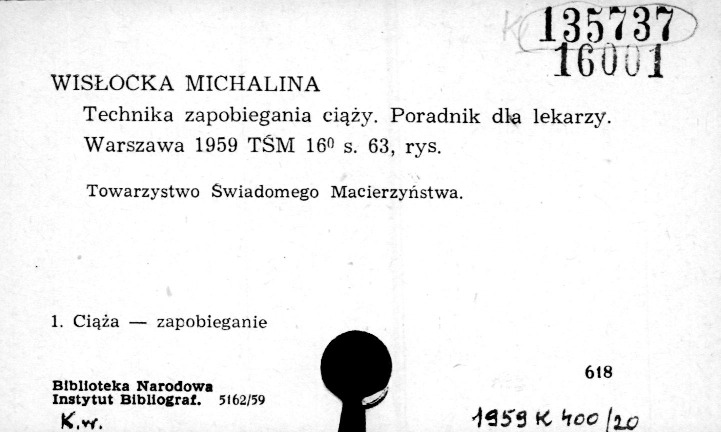 K 135737
16001
WISŁOCKA MICHALINA
Technika zapobiegania ciąży. Poradnik dla lekarzy.
Warszawa 1959 TŚM 16⁰ s. 63, rys.
Towarzystwo Świadomego Macierzyństwa.
1. Ciąża — zapobieganie
618
Biblioteka Narodowa
Instytut Bibliograf. 5162/59
K.w.
1959 K 400/20